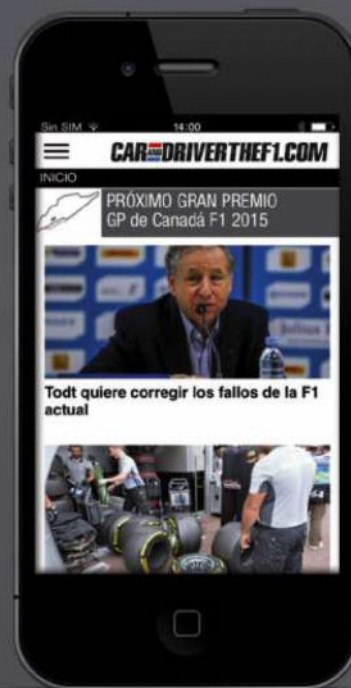 Sin SIM 14:00
CAR AND DRIVERTHEF1.COM
INICIO
PRÓXIMO GRAN PREMIO
GP de Canadá F1 2015
Todt quiere corregir los fallos de la F1
actual